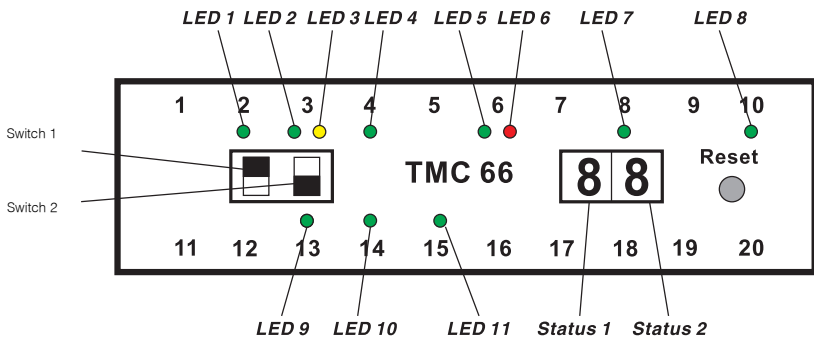 LED 1 LED 2 LED 3 LED 4 LED 5 LED 6 LED 7 LED 8
1 2 3 4 5 6 7 8 9 10
Switch 1
Reset
TMC 66
8 8
Switch 2
11 12 13 14 15 16 17 18 19 20
LED 9 LED 10 LED 11 Status 1 Status 2